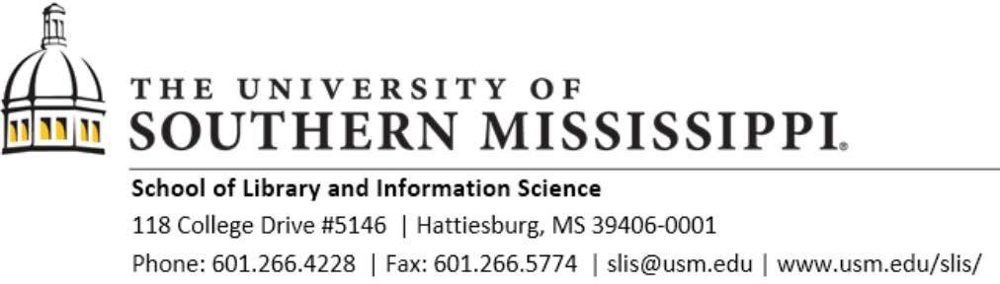 THE UNIVERSITY OF
SOUTHERN MISSISSIPPI®
School of Library and Information Science
118 College Drive #5146 | Hattiesburg, MS 39406-0001
Phone: 601.266.4228 | Fax: 601.266.5774 | slis@usm.edu | www.usm.edu/slis/